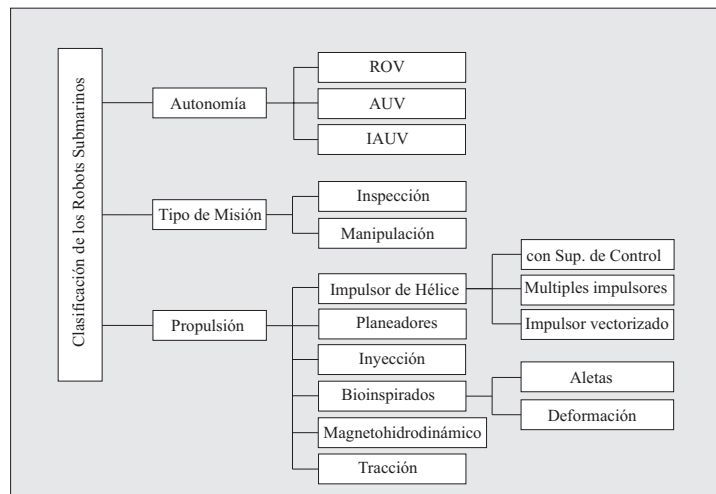 Clasificación de los Robots Submarinos
Autonomía
ROV
AUV
IAUV
Tipo de Misión
Inspección
Manipulación
Propulsión
Impulsor de Hélice
con Sup. de Control
Multiples impulsores
Impulsor vectorizado
Planeadores
Inyección
Bioinspirados
Aletas
Deformación
Magnetohidrodinámico
Tracción